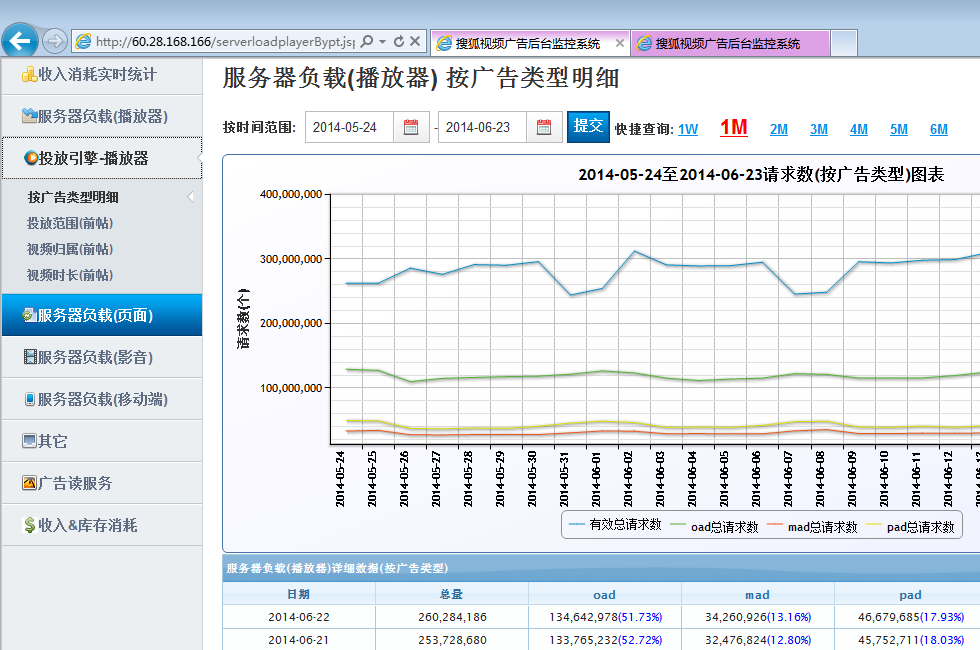 http://60.28.168.166/serverloadplayerBypt.jsp
搜狐视频广告后台监控系统
搜狐视频广告后台监控系统
收入消耗实时统计
服务器负载(播放器)
投放引擎-播放器
按广告类型明细
投放范围(前帖)
视频归属(前帖)
视频时长(前帖)
服务器负载(页面)
服务器负载(影音)
服务器负载(移动端)
其它
广告读服务
收入&库存消耗
服务器负载(播放器) 按广告类型明细
按时间范围: 2014-05-24 - 2014-06-23 提交 快捷查询: 1W 1M 2M 3M 4M 5M 6M
2014-05-24至2014-06-23请求数(按广告类型)图表
请求数(个)
400,000,000
300,000,000
200,000,000
100,000,000
2014-05-24 2014-05-25 2014-05-26 2014-05-27 2014-05-28 2014-05-29 2014-05-30 2014-05-31 2014-06-01 2014-06-02 2014-06-03 2014-06-04 2014-06-05 2014-06-06 2014-06-07 2014-06-08 2014-06-09 2014-06-10 2014-06-11 2014-06-12
有效总请求数 oad总请求数 mad总请求数 pad总请求数
服务器负载(播放器)详细数据(按广告类型)
日期 总量 oad mad pad
2014-06-22 260,284,186 134,642,978(51.73%) 34,260,926(13.16%) 46,679,685(17.93%)
2014-06-21 253,728,680 133,765,232(52.72%) 32,476,824(12.80%) 45,752,711(18.03%)